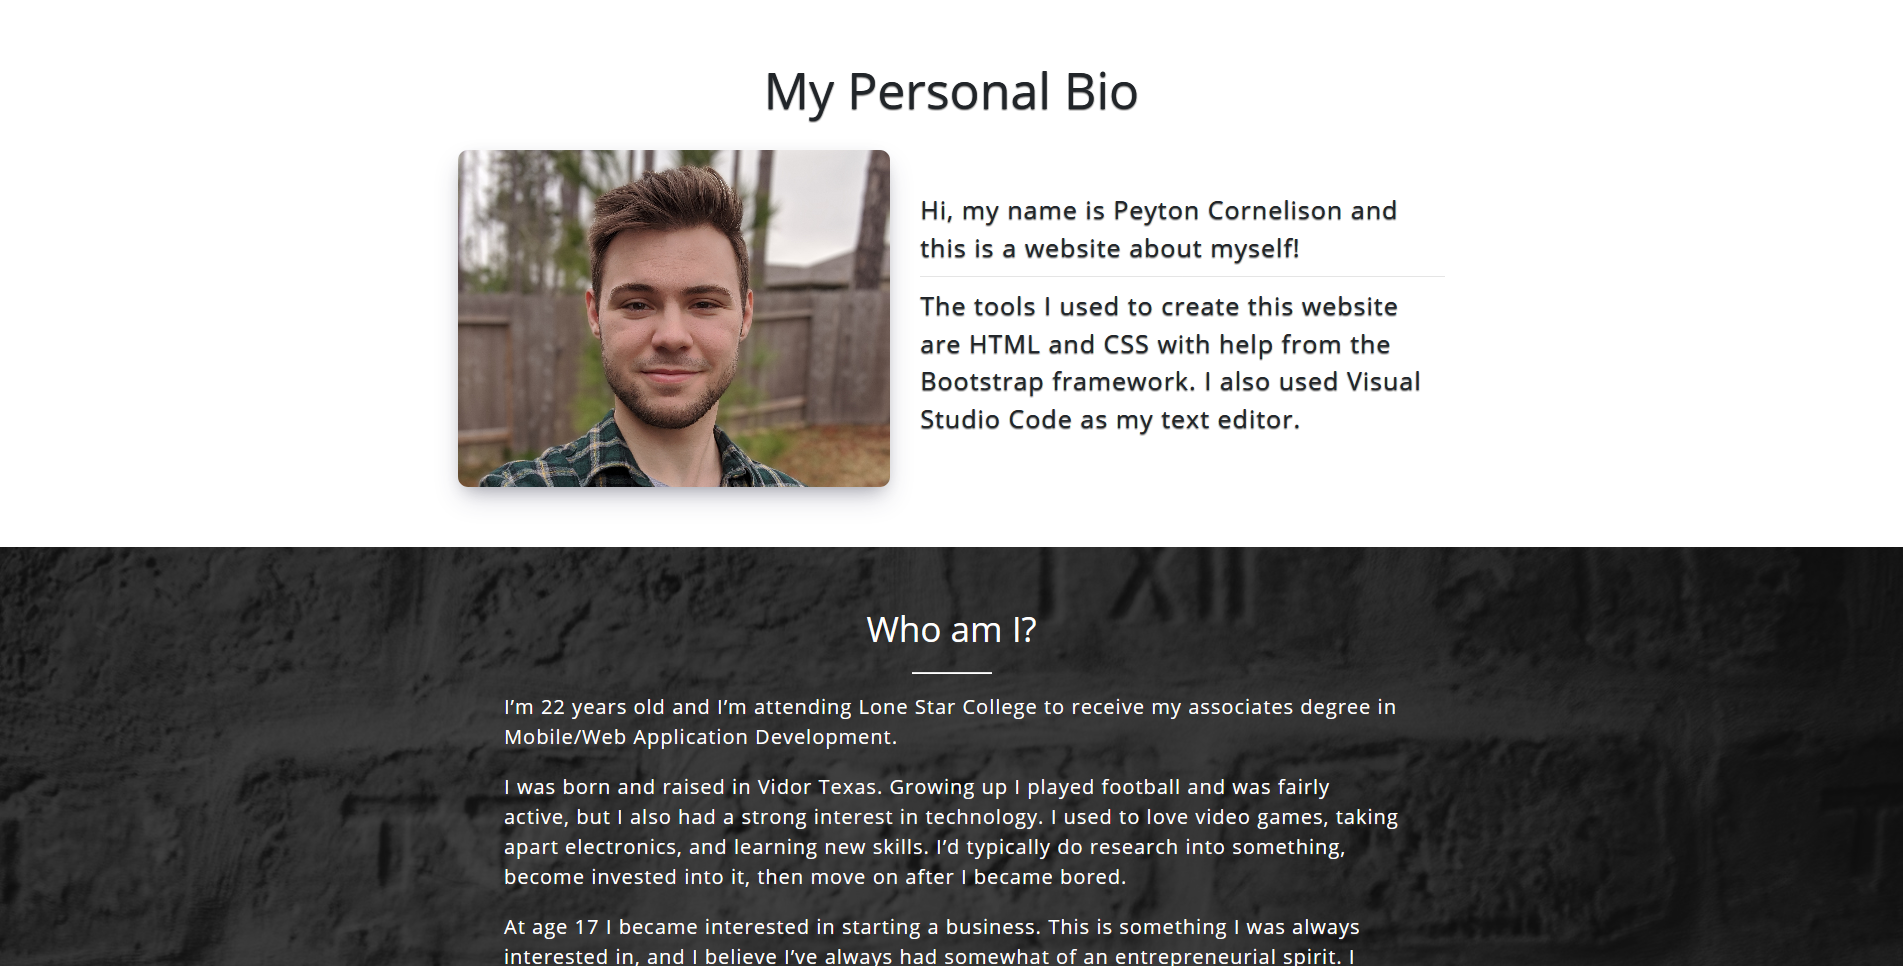 My Personal Bio
Hi, my name is Peyton Cornelison and
this is a website about myself!
The tools I used to create this website
are HTML and CSS with help from the
Bootstrap framework. I also used Visual
Studio Code as my text editor.
Who am I?
I’m 22 years old and I’m attending Lone Star College to receive my associates degree in
Mobile/Web Application Development.
I was born and raised in Vidor Texas. Growing up I played football and was fairly
active, but I also had a strong interest in technology. I used to love video games, taking
apart electronics, and learning new skills. I’d typically do research into something,
become invested into it, then move on after I became bored.
At age 17 I became interested in starting a business. This is something I was always
interested in, and I believe I’ve always had somewhat of an entrepreneurial spirit. I